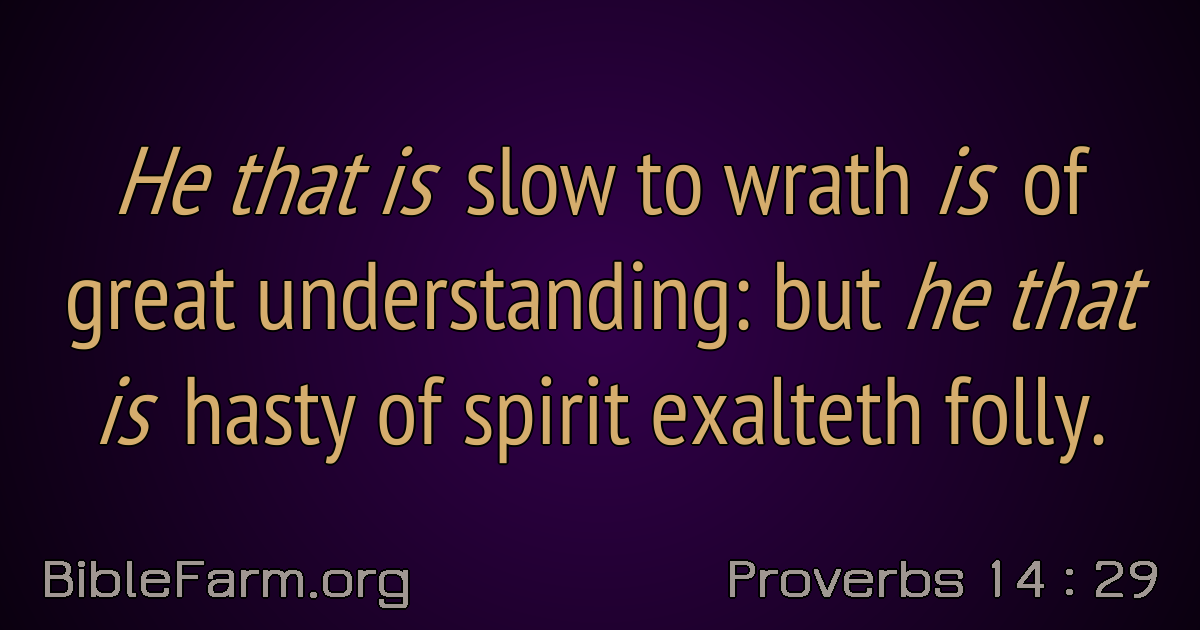 He that is slow to wrath is of
great understanding: but he that
is hasty of spirit exalteth folly.
BibleFarm.org
Proverbs 14 : 29